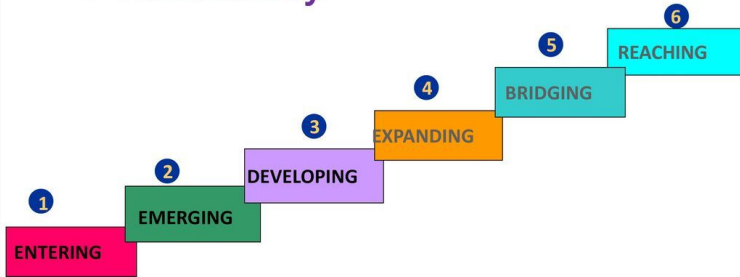 1
ENTERING
2
EMERGING
3
DEVELOPING
4
EXPANDING
5
BRIDGING
6
REACHING